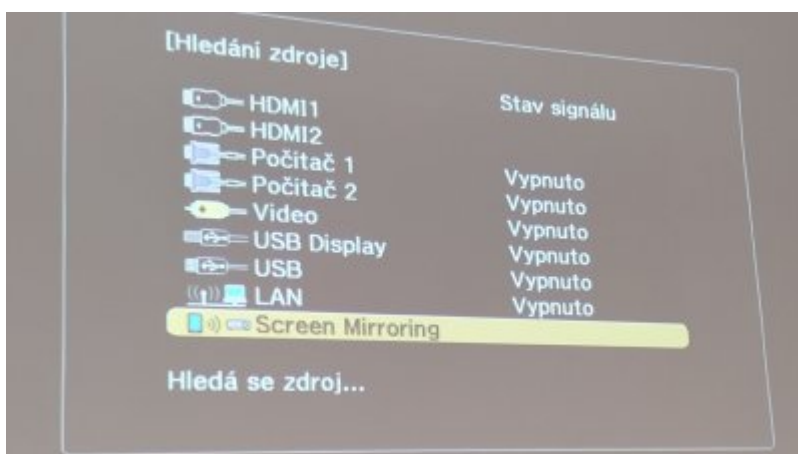 [Hledání zdroje]
Stav signálu
HDMI1
HDMI2
Počítač 1 Vypnuto
Počítač 2 Vypnuto
Video Vypnuto
USB Display Vypnuto
USB Vypnuto
LAN Vypnuto
Screen Mirroring
Hledá se zdroj...